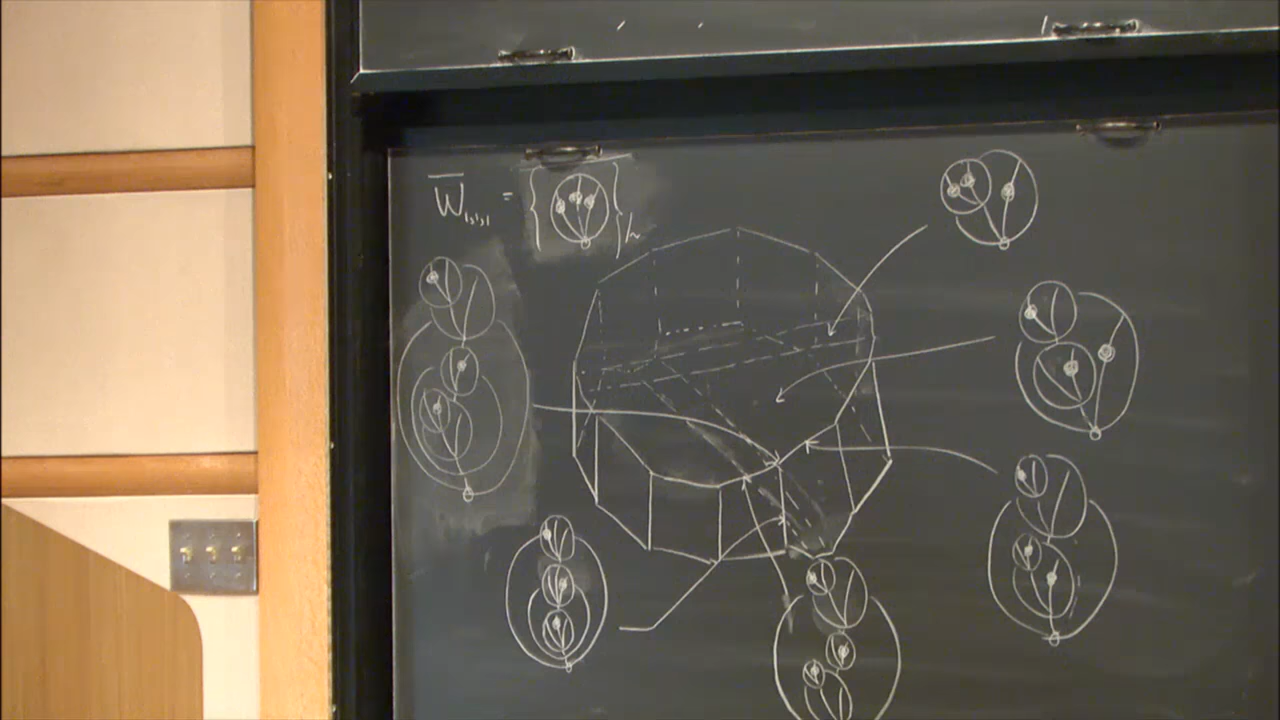 W̅₁,₁,₁ = { }/~